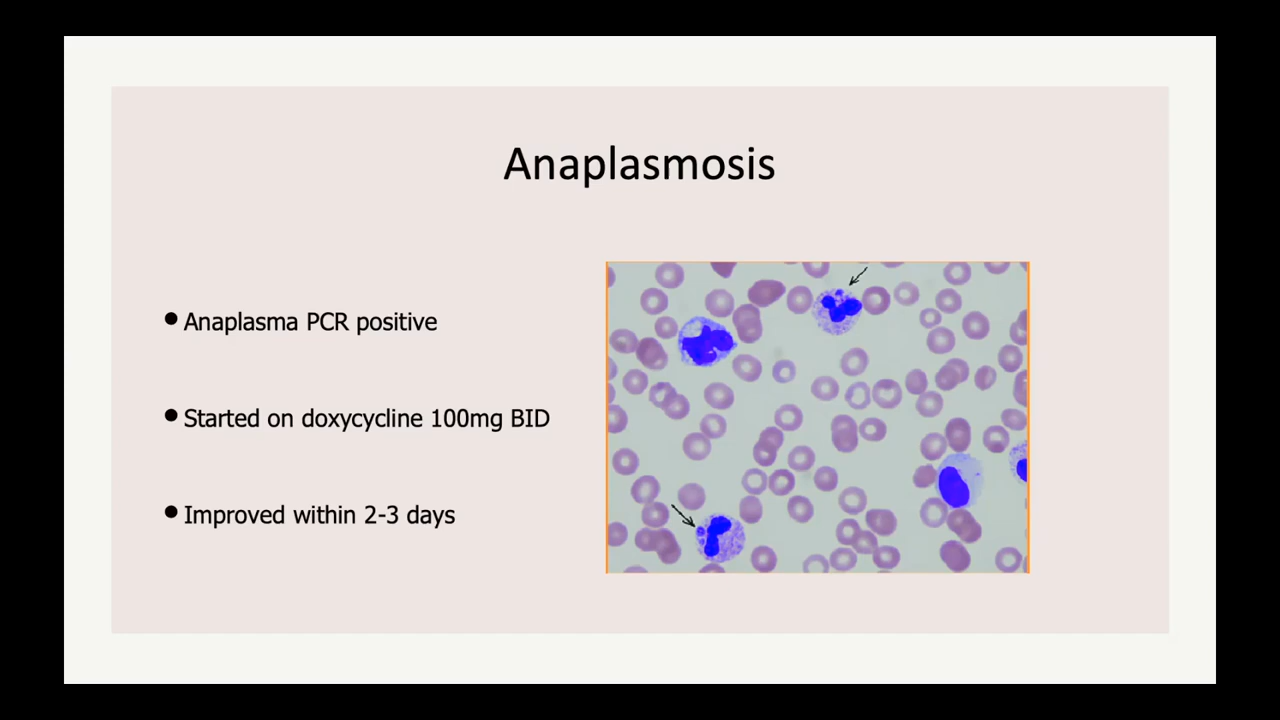 Anaplasmosis
Anaplasma PCR positive
Started on doxycycline 100mg BID
Improved within 2-3 days